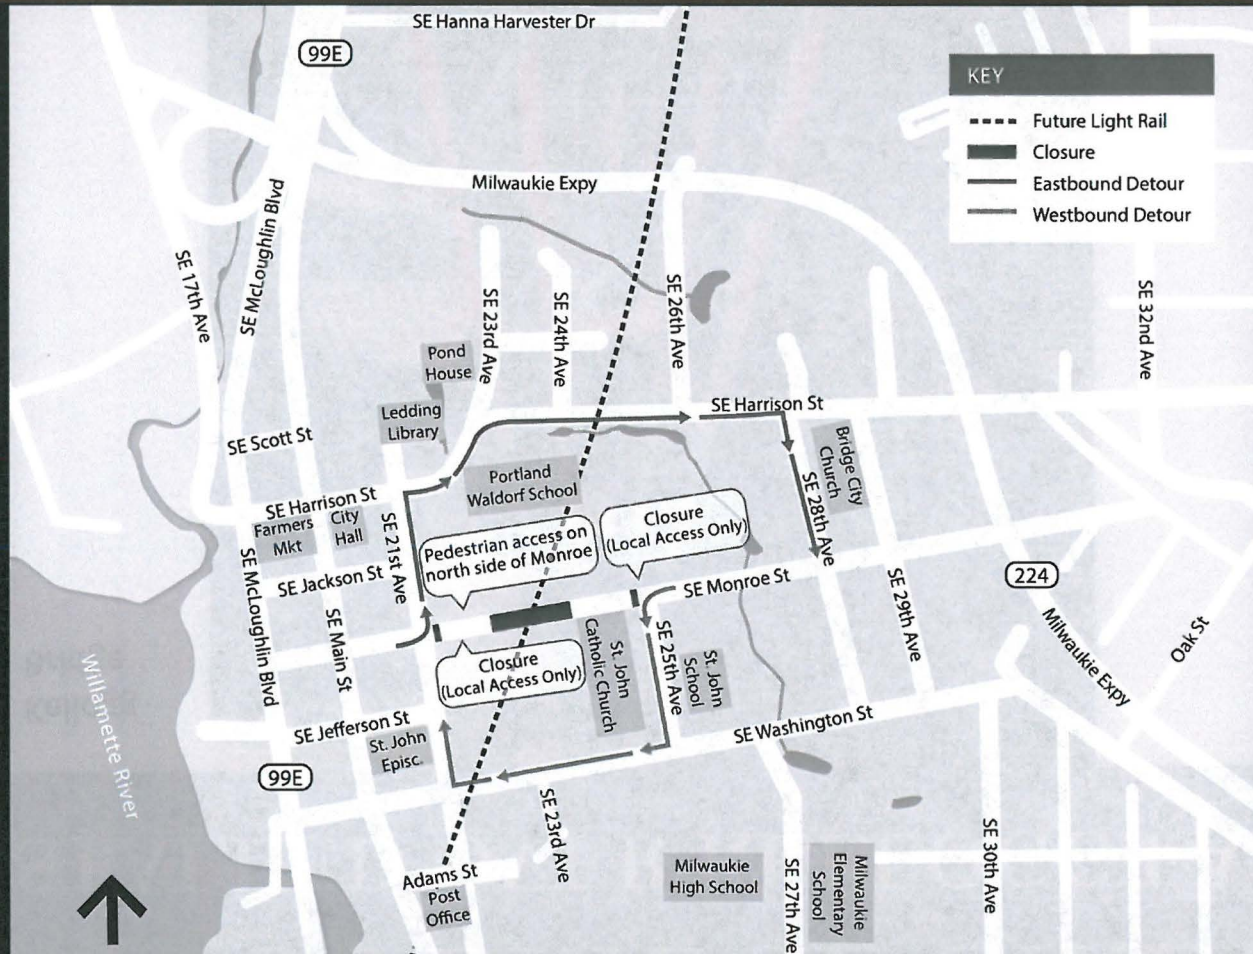 SE Hanna Harvester Dr
99E
KEY
Future Light Rail
Closure
Eastbound Detour
Westbound Detour
Milwaukie Expy
SE McLoughlin Blvd
SE 17th Ave
SE 23rd Ave
SE 24th Ave
SE 26th Ave
SE 32nd Ave
Pond
House
Ledding
Library
SE Harrison St
SE Scott St
Bridge City
Church
Portland
Waldorf School
SE Harrison St
Farmers
Mkt
City
Hall
SE 21st Ave
SE 28th Ave
Closure
(Local Access Only)
Pedestrian access on
north side of Monroe
SE Jackson St
SE Monroe St
224
SE McLoughlin Blvd
SE Main St
SE 29th Ave
Milwaukie Expy
Oak St
Closure
(Local Access Only)
St. John
Catholic Church
SE 25th Ave
St. John
School
Willamette River
SE Jefferson St
St. John
Episc.
SE Washington St
99E
SE 23rd Ave
SE 30th Ave
Adams St
Post
Office
Milwaukie
High School
SE 27th Ave
Milwaukie
Elementary
School